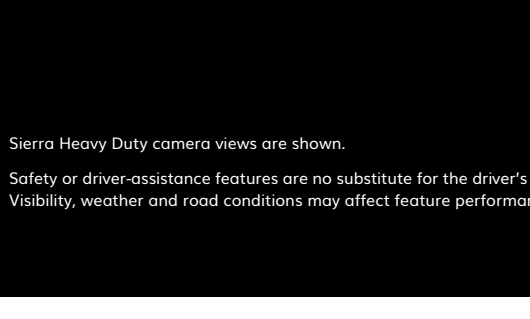 Sierra Heavy Duty camera views are shown.
Safety or driver-assistance features are no substitute for the driver’s
Visibility, weather and road conditions may affect feature